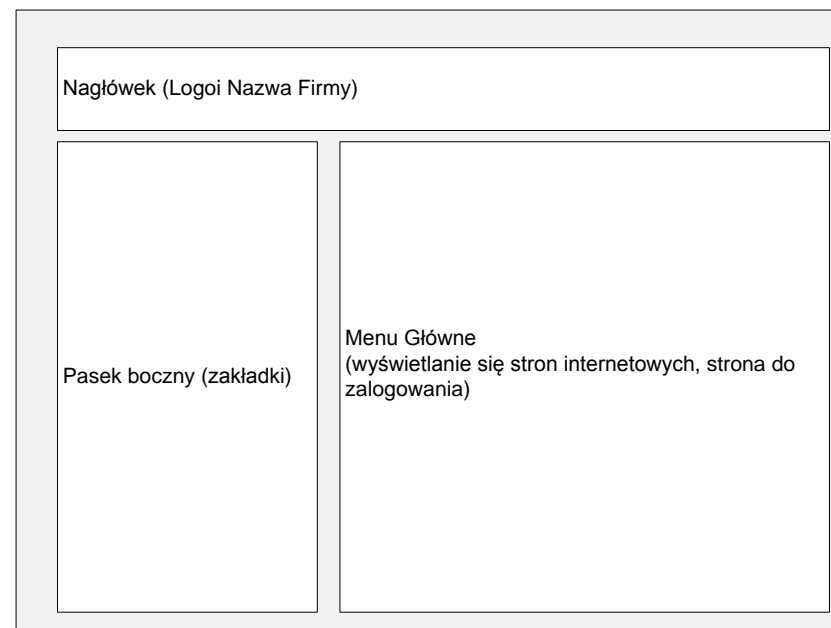 Nagłówek (Logoi Nazwa Firmy)
Pasek boczny (zakładki)
Menu Główne
(wyświetlanie się stron internetowych, strona do
zalogowania)